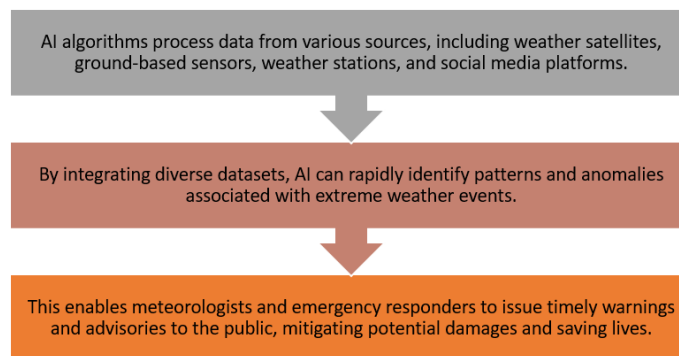 AI algorithms process data from various sources, including weather satellites,
ground-based sensors, weather stations, and social media platforms.
By integrating diverse datasets, AI can rapidly identify patterns and anomalies
associated with extreme weather events.
This enables meteorologists and emergency responders to issue timely warnings
and advisories to the public, mitigating potential damages and saving lives.